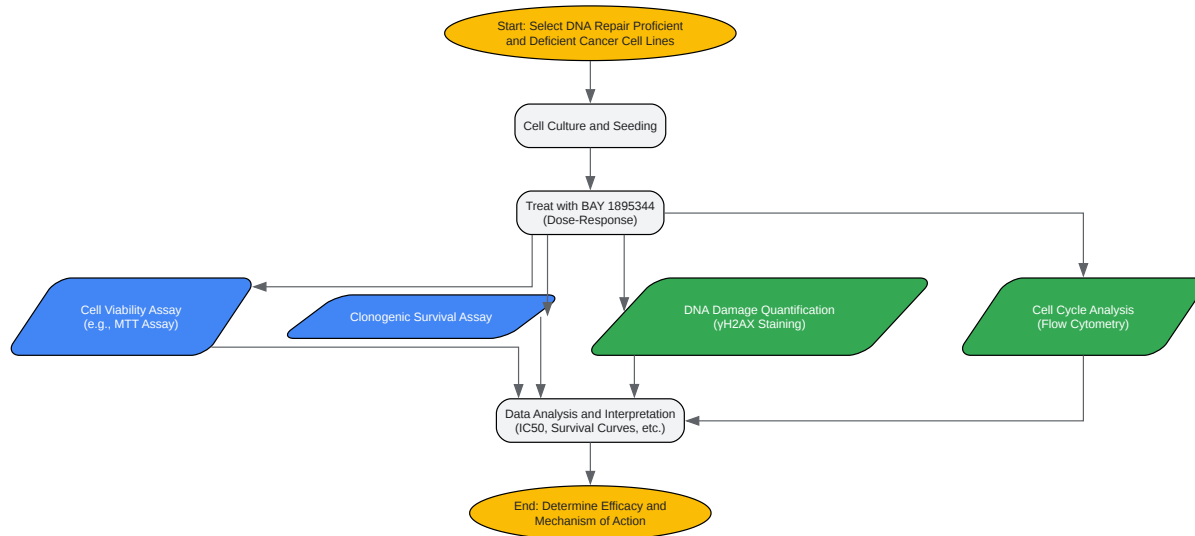 Start: Select DNA Repair Proficient
and Deficient Cancer Cell Lines
Cell Culture and Seeding
Treat with BAY 1895344
(Dose-Response)
Cell Viability Assay
(e.g., MTT Assay)
Clonogenic Survival Assay
DNA Damage Quantification
(γH2AX Staining)
Cell Cycle Analysis
(Flow Cytometry)
Data Analysis and Interpretation
(IC50, Survival Curves, etc.)
End: Determine Efficacy and
Mechanism of Action